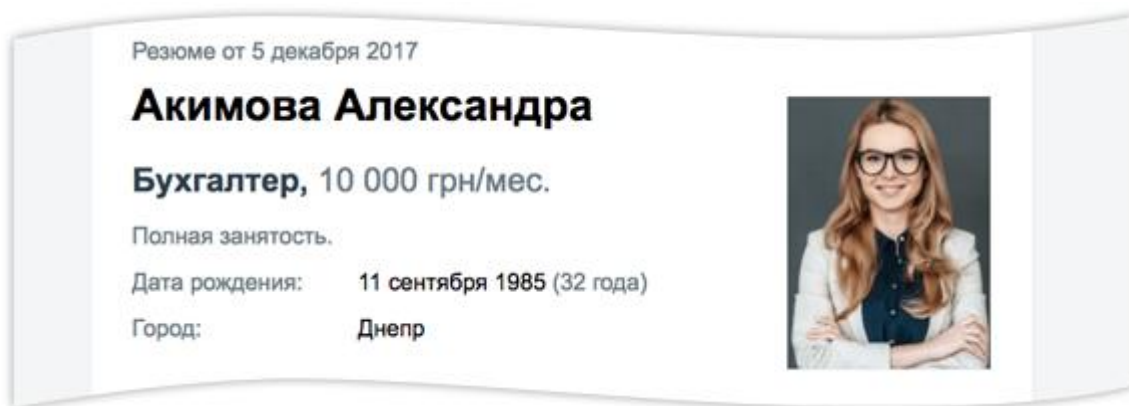 Резюме от 5 декабря 2017
Акимова Александра
Бухгалтер, 10 000 грн/мес.
Полная занятость.
Дата рождения: 11 сентября 1985 (32 года)
Город: Днепр